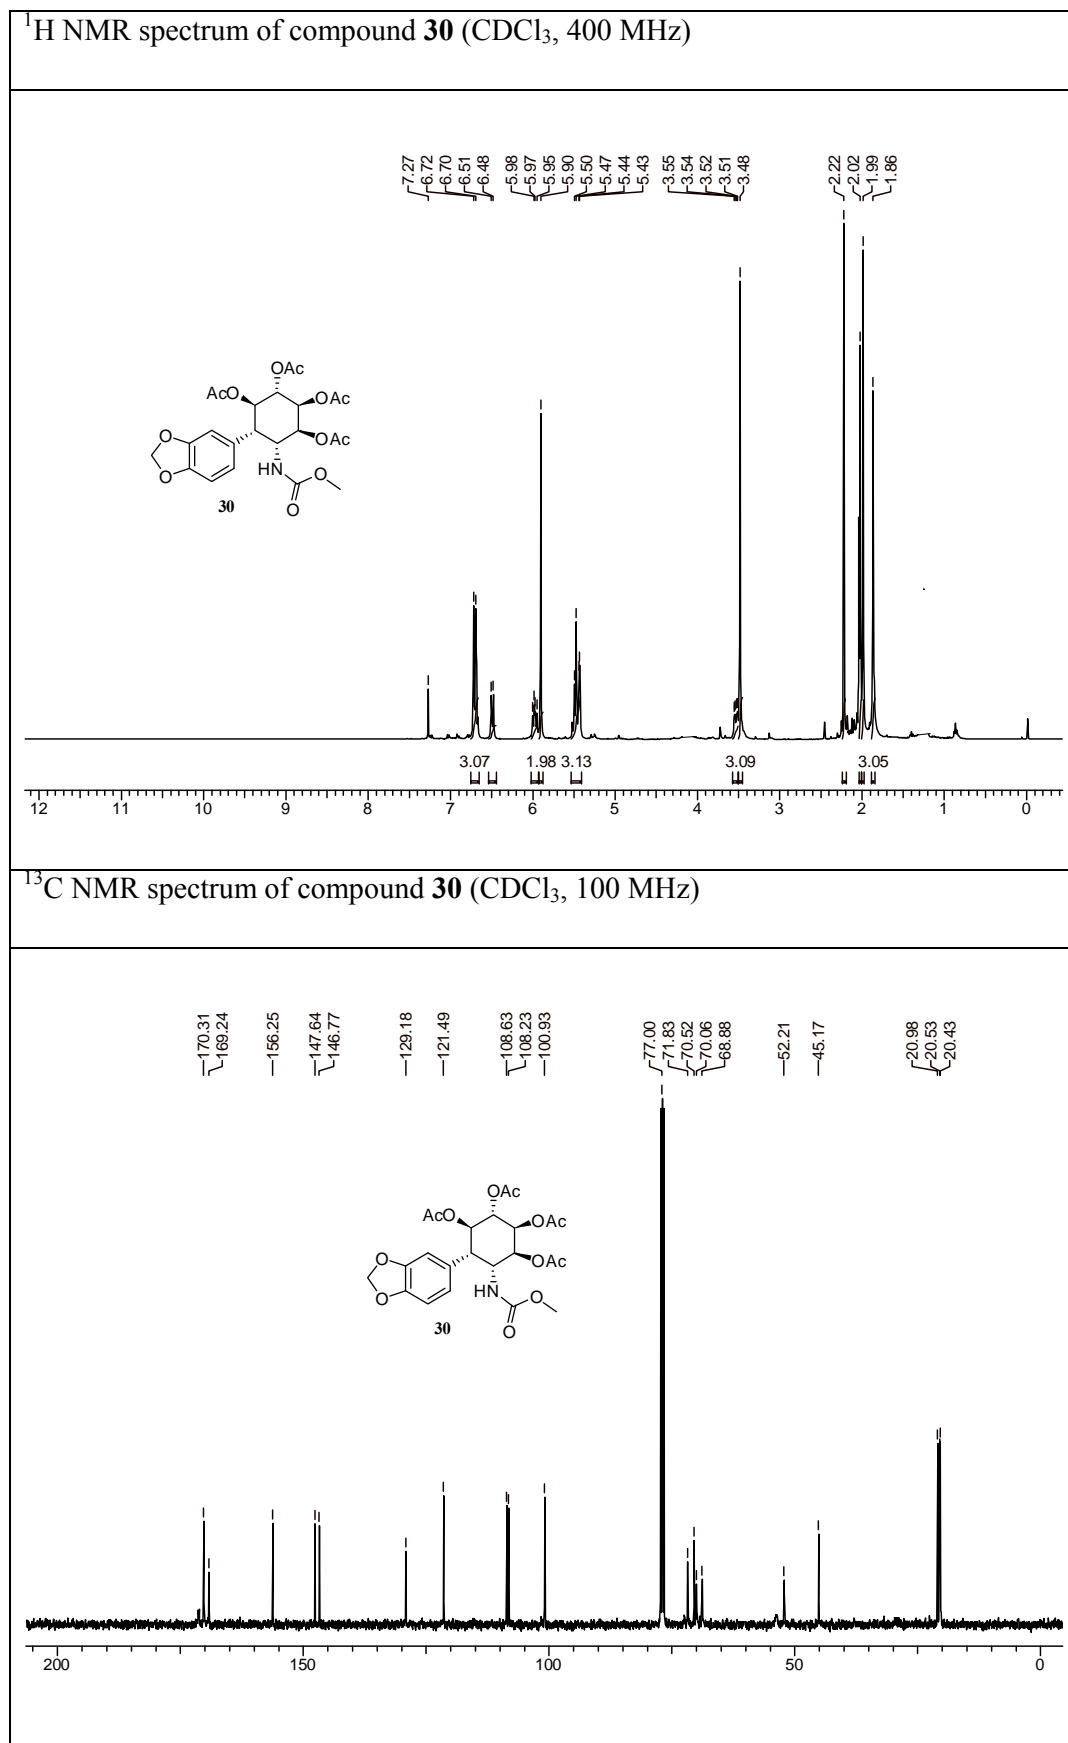 ¹H NMR spectrum of compound 30 (CDCl₃, 400 MHz)
7.27
6.72
6.70
6.51
6.48
5.98
5.97
5.95
5.90
5.50
5.47
5.44
5.43
3.55
3.54
3.52
3.51
3.48
2.22
2.02
1.99
1.86
OAc
AcO
OAc
OAc
O
O
HN
O
O
30
3.07 1.98 3.13 3.09 3.05
12 11 10 9 8 7 6 5 4 3 2 1 0
¹³C NMR spectrum of compound 30 (CDCl₃, 100 MHz)
170.31
169.24
156.25
147.64
146.77
129.18
121.49
108.63
108.23
100.93
77.00
71.83
70.52
70.06
68.88
52.21
45.17
20.98
20.53
20.43
OAc
AcO
OAc
OAc
O
O
HN
O
O
30
200 150 100 50 0